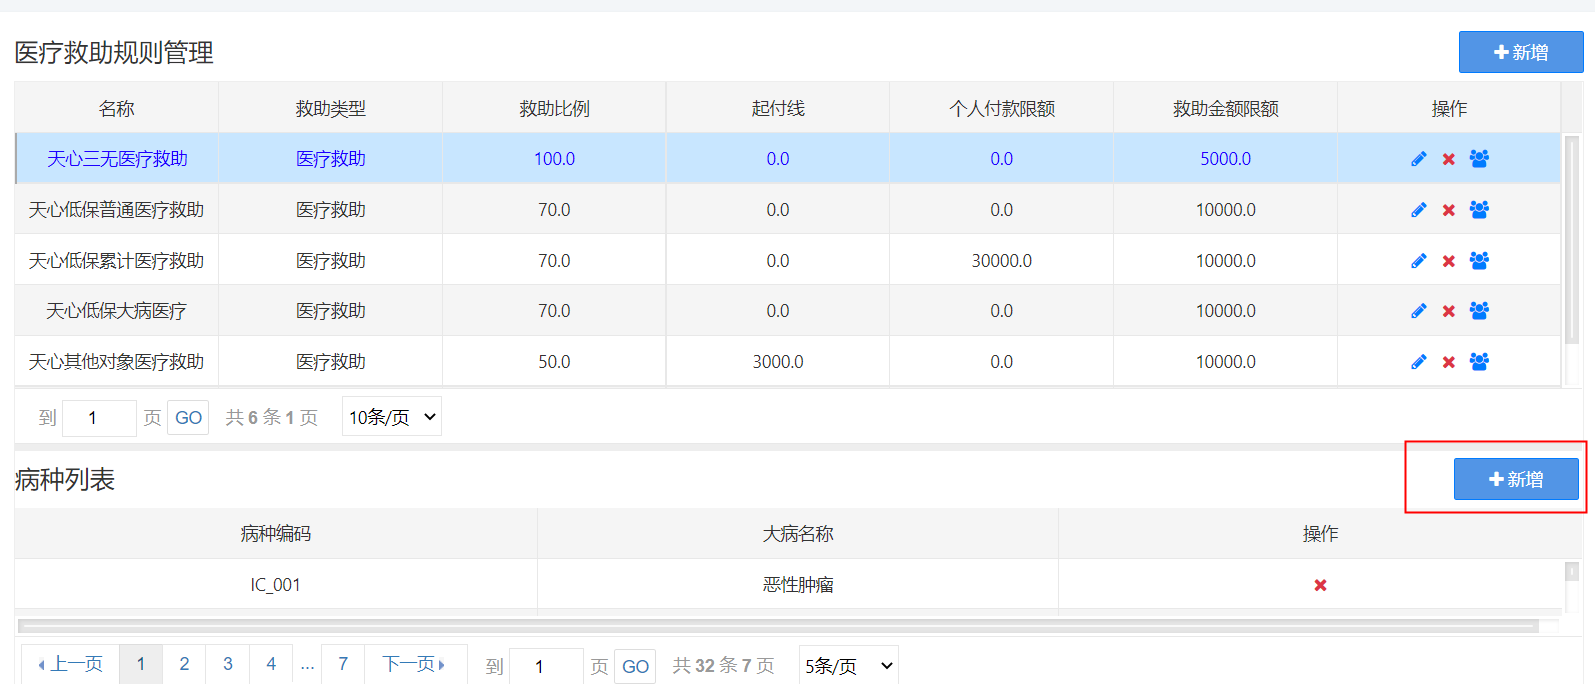 医疗救助规则管理
新增
名称 救助类型 救助比例 起付线 个人付款限额 救助金额限额 操作
天心三无医疗救助 医疗救助 100.0 0.0 0.0 5000.0
天心低保普通医疗救助 医疗救助 70.0 0.0 0.0 10000.0
天心低保累计医疗救助 医疗救助 70.0 0.0 30000.0 10000.0
天心低保大病医疗 医疗救助 70.0 0.0 0.0 10000.0
天心其他对象医疗救助 医疗救助 50.0 3000.0 0.0 10000.0
到 1 页 GO 共 6 条 1 页 10条/页
病种列表
新增
病种编码 大病名称 操作
IC_001 恶性肿瘤
上一页 1 2 3 4 ... 7 下一页 到 1 页 GO 共 32 条 7 页 5条/页